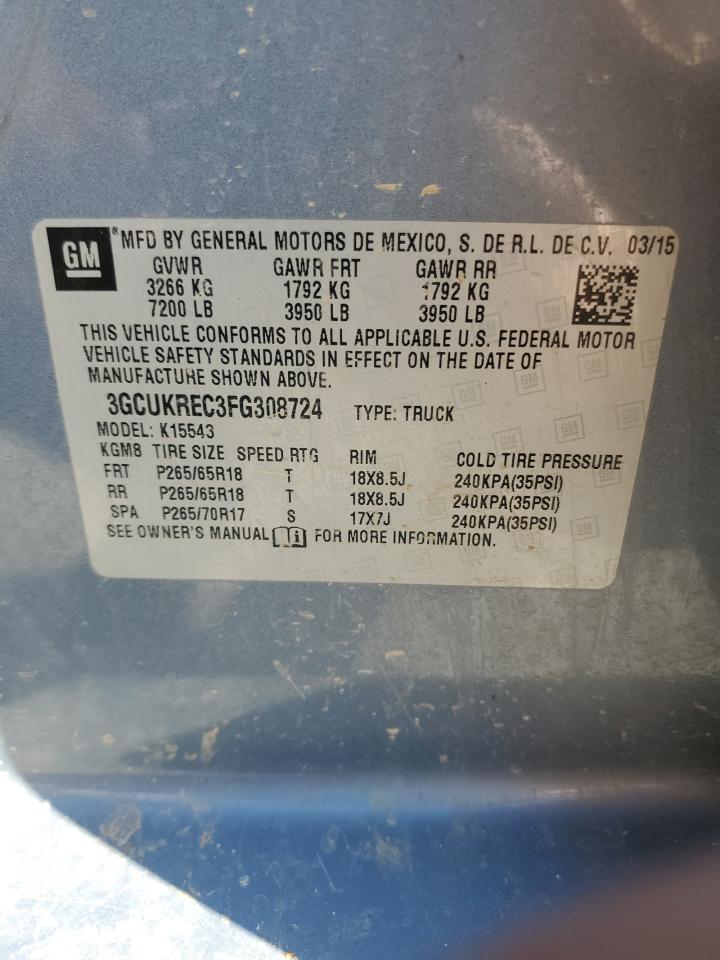 GM ® MFD BY GENERAL MOTORS DE MEXICO, S. DE R.L. DE C.V. 03/15
GVWR GAWR FRT GAWR RR
3266 KG 1792 KG 1792 KG
7200 LB 3950 LB 3950 LB
THIS VEHICLE CONFORMS TO ALL APPLICABLE U.S. FEDERAL MOTOR
VEHICLE SAFETY STANDARDS IN EFFECT ON THE DATE OF
MANUFACTURE SHOWN ABOVE.
3GCUKREC3FG308724 TYPE: TRUCK
MODEL: K15543
KGM8 TIRE SIZE SPEED RTG RIM COLD TIRE PRESSURE
FRT P265/65R18 T 18X8.5J 240KPA(35PSI)
RR P265/65R18 T 18X8.5J 240KPA(35PSI)
SPA P265/70R17 S 17X7J 240KPA(35PSI)
SEE OWNER'S MANUAL FOR MORE INFORMATION.